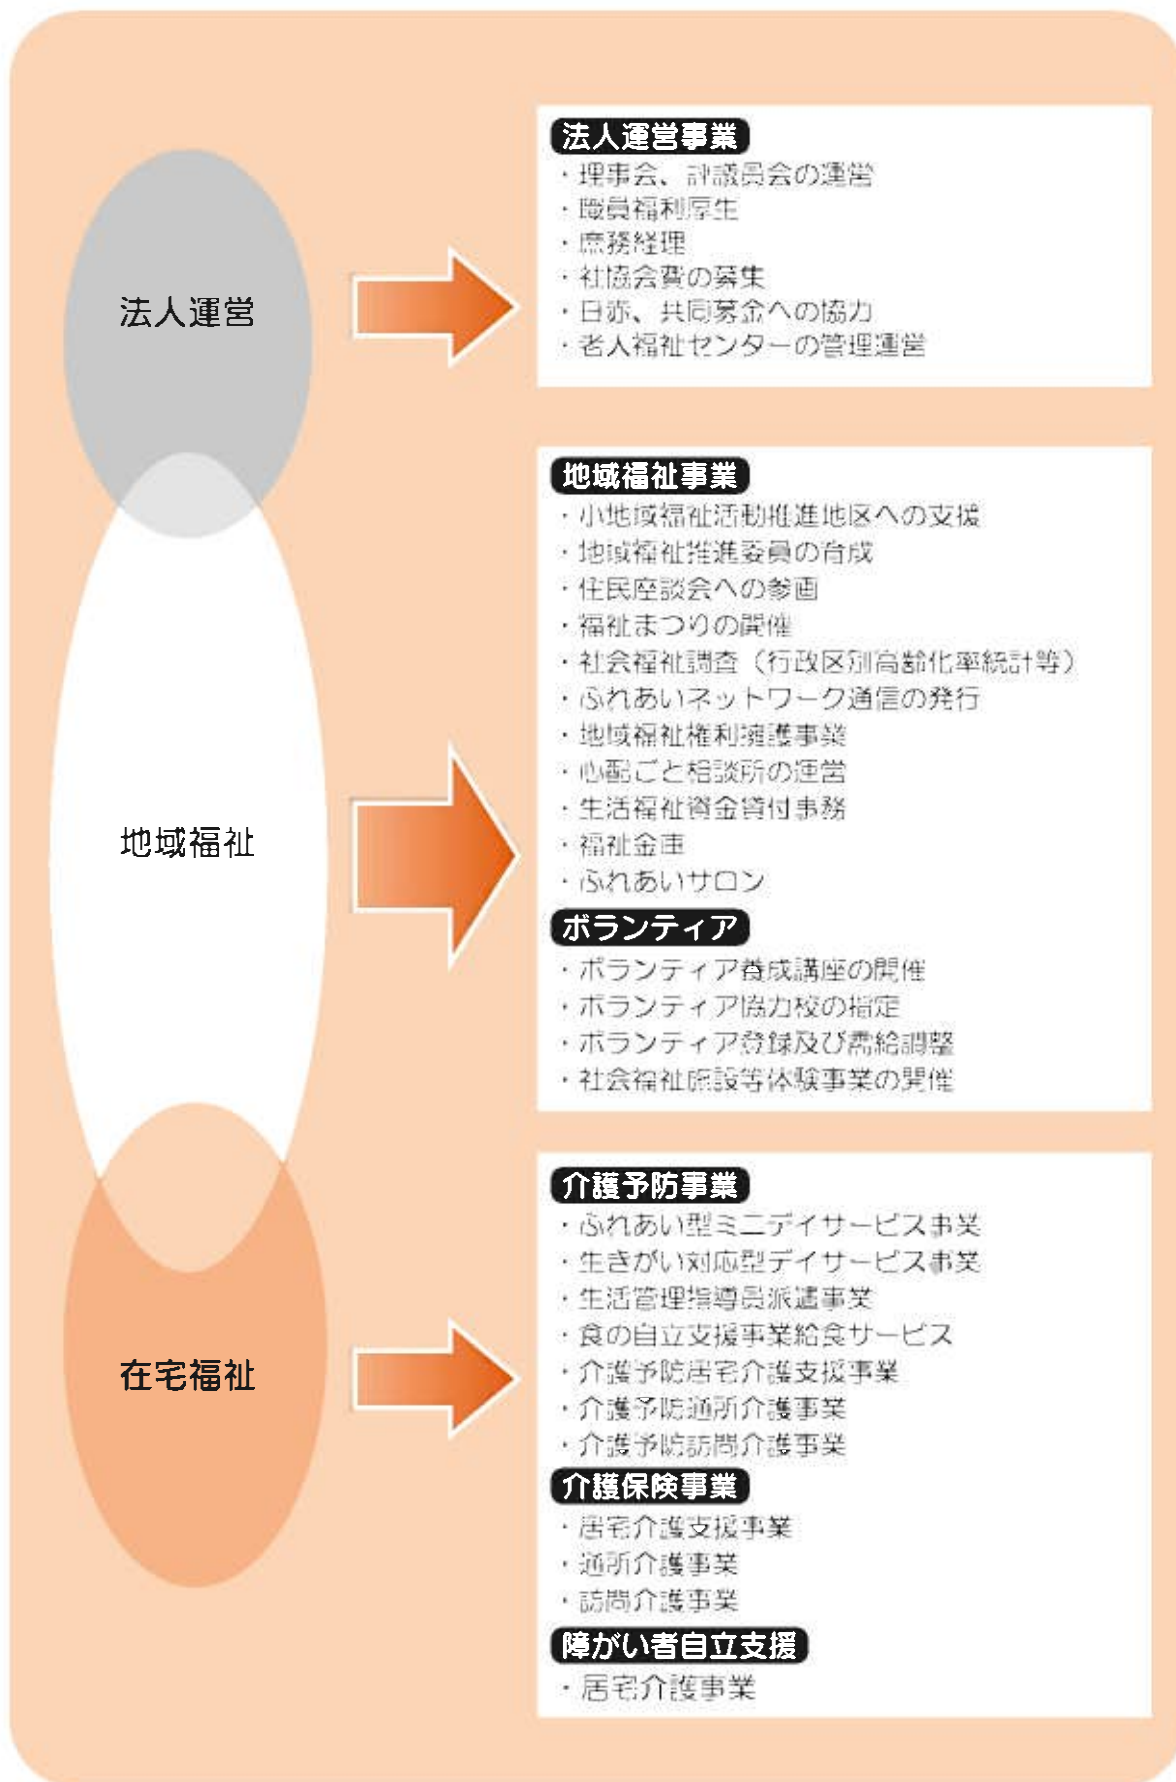 法人運営
法人運営事業
・理事会、評議員会の運営
・職員福利厚生
・庶務経理
・社協会費の募集
・日赤、共同募金への協力
・老人福祉センターの管理運営
地域福祉
地域福祉事業
・小地域福祉活動推進地区への支援
・地域福祉推進委員の育成
・住民座談会への参画
・福祉まつりの開催
・社会福祉調査（行政区別高齢化率統計等）
・ふれあいネットワーク通信の発行
・地域福祉権利擁護事業
・心配ごと相談所の運営
・生活福祉資金貸付事務
・福祉金庫
・ふれあいサロン
ボランティア
・ボランティア養成講座の開催
・ボランティア協力校の指定
・ボランティア登録及び需給調整
・社会福祉施設等体験事業の開催
在宅福祉
介護予防事業
・ふれあい型ミニデイサービス事業
・生きがい対応型デイサービス事業
・生活管理指導員派遣事業
・食の自立支援事業給食サービス
・介護予防居宅介護支援事業
・介護予防通所介護事業
・介護予防訪問介護事業
介護保険事業
・居宅介護支援事業
・通所介護事業
・訪問介護事業
障がい者自立支援
・居宅介護事業